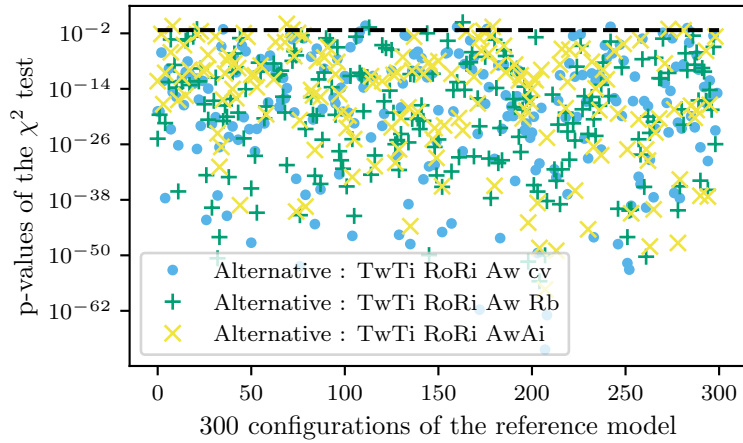 10⁻²
10⁻¹⁴
10⁻²⁶
10⁻³⁸
10⁻⁵⁰
10⁻⁶²
p-values of the χ² test
Alternative : TwTi RoRi Aw cv
Alternative : TwTi RoRi Aw Rb
Alternative : TwTi RoRi AwAi
0 50 100 150 200 250 300
300 configurations of the reference model